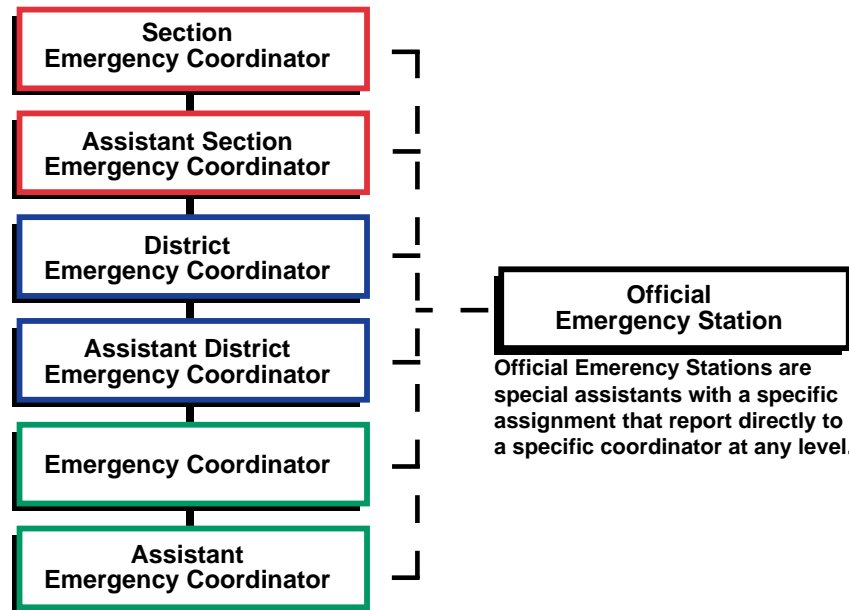 Section
Emergency Coordinator
Assistant Section
Emergency Coordinator
District
Emergency Coordinator
Assistant District
Emergency Coordinator
Emergency Coordinator
Assistant
Emergency Coordinator
Official
Emergency Station
Official Emerency Stations are
special assistants with a specific
assignment that report directly to
a specific coordinator at any level.